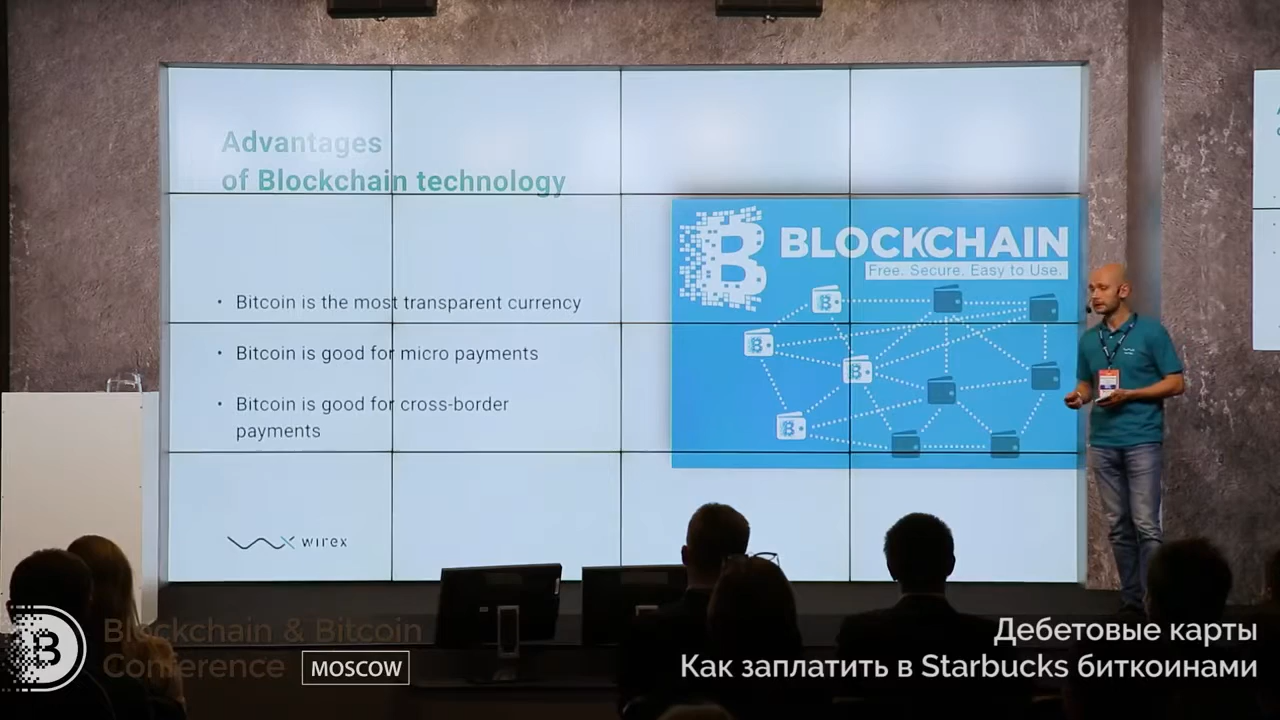 Advantages
of Blockchain technology
• Bitcoin is the most transparent currency
• Bitcoin is good for micro payments
• Bitcoin is good for cross-border
payments
wirex
BLOCKCHAIN
Free. Secure. Easy to Use.
Blockchain & Bitcoin
Conference MOSCOW
Дебетовые карты
Как заплатить в Starbucks биткоинами